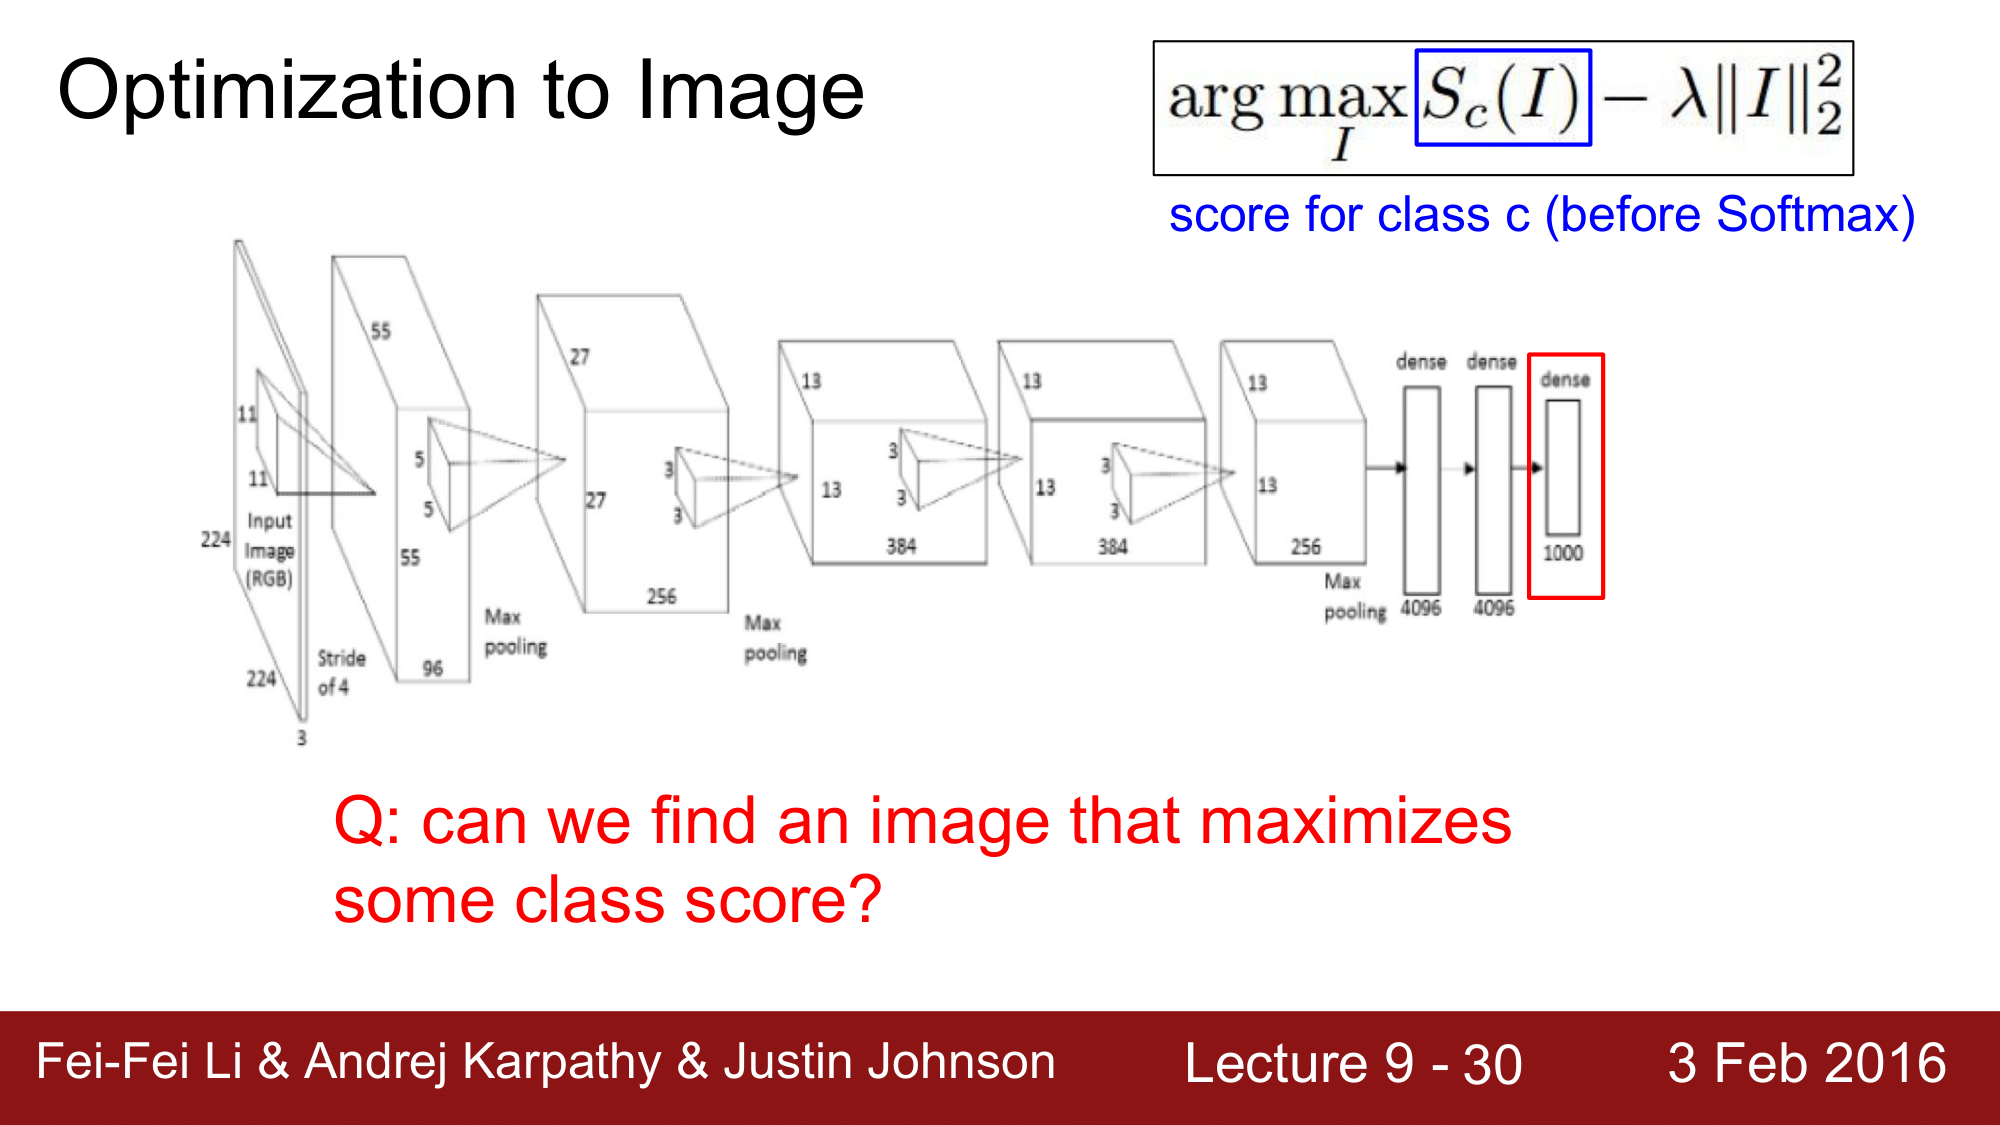 Optimization to Image
arg max_I S_c(I) − λ‖I‖₂²
score for class c (before Softmax)
55
27
13
13
13
dense
dense
dense
11
11
5
5
3
3
3
3
3
3
224
Input
Image
(RGB)
55
27
13
13
13
224
3
Stride
of 4
96
Max
pooling
256
Max
pooling
384
384
256
Max
pooling
4096
4096
1000
Q: can we find an image that maximizes
some class score?
Fei-Fei Li & Andrej Karpathy & Justin Johnson
Lecture 9 - 30
3 Feb 2016